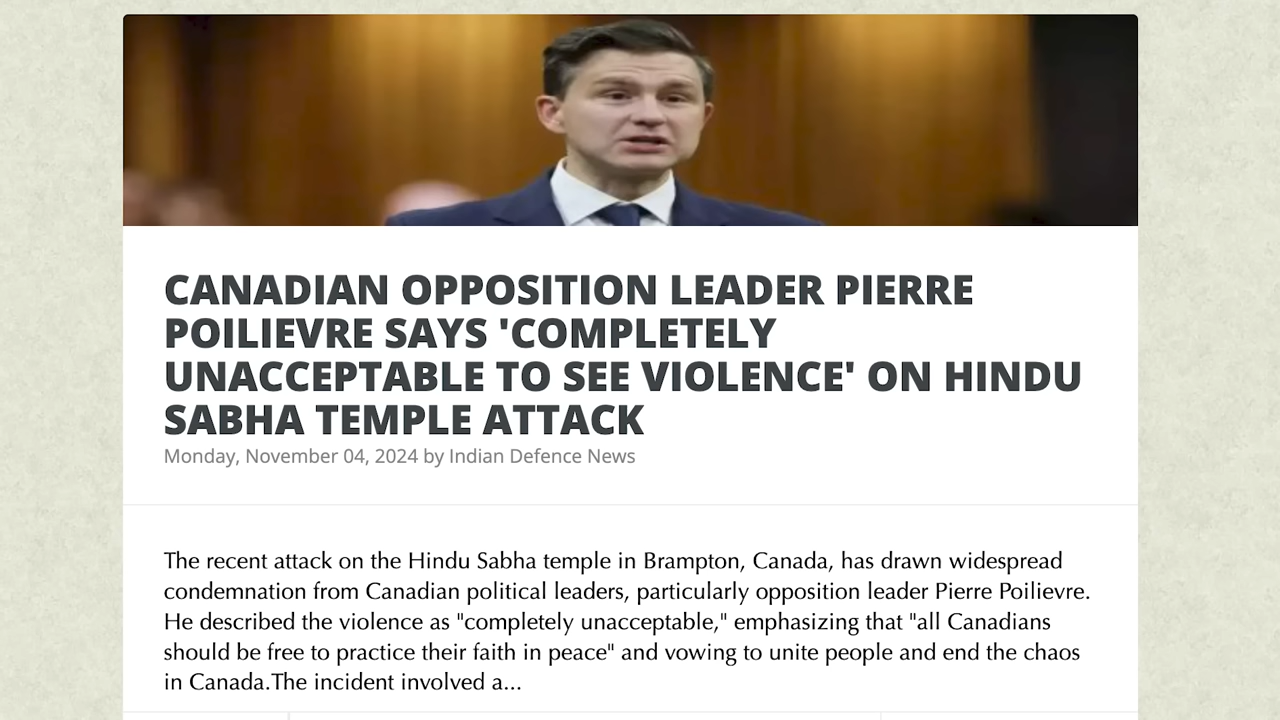 CANADIAN OPPOSITION LEADER PIERRE
POILIEVRE SAYS 'COMPLETELY
UNACCEPTABLE TO SEE VIOLENCE' ON HINDU
SABHA TEMPLE ATTACK
Monday, November 04, 2024 by Indian Defence News
The recent attack on the Hindu Sabha temple in Brampton, Canada, has drawn widespread
condemnation from Canadian political leaders, particularly opposition leader Pierre Poilievre.
He described the violence as "completely unacceptable," emphasizing that "all Canadians
should be free to practice their faith in peace" and vowing to unite people and end the chaos
in Canada.The incident involved a...